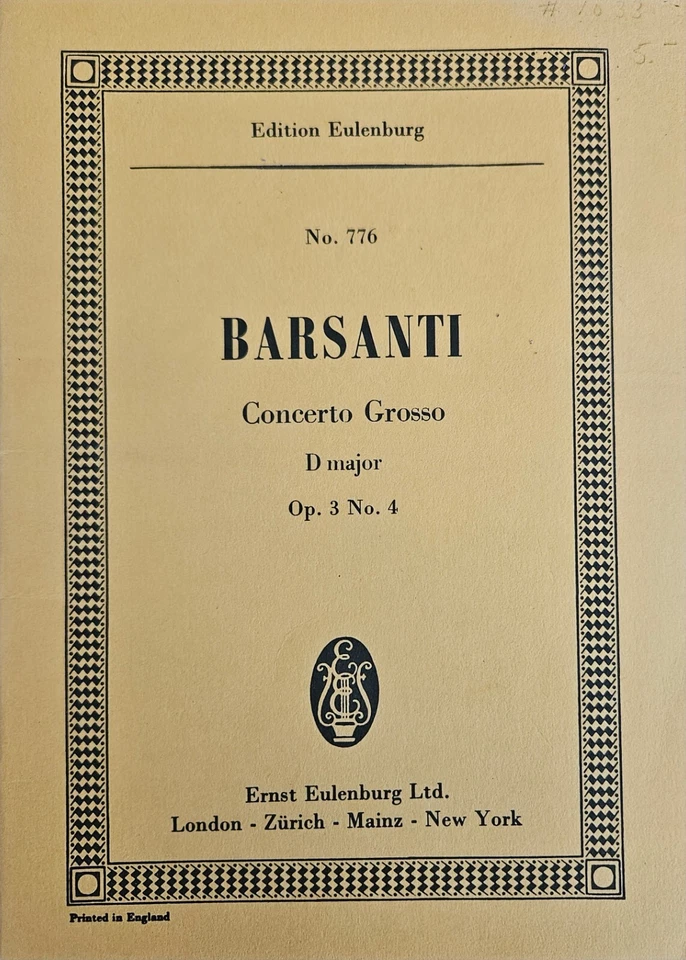 5.-
Edition Eulenburg
No. 776
BARSANTI
Concerto Grosso
D major
Op. 3 No. 4
Ernst Eulenburg Ltd.
London - Zürich - Mainz - New York
Printed in England